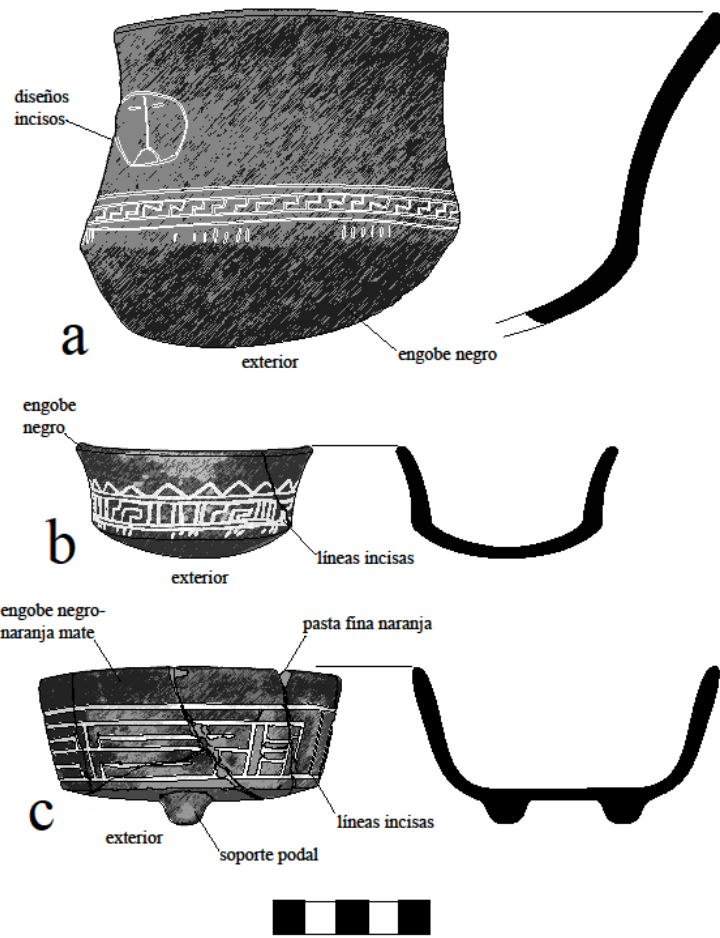 diseños
incisos
a
exterior
engobe negro
engobe
negro
b
líneas incisas
exterior
engobe negro-
naranja mate
pasta fina naranja
c
exterior
líneas incisas
soporte podal